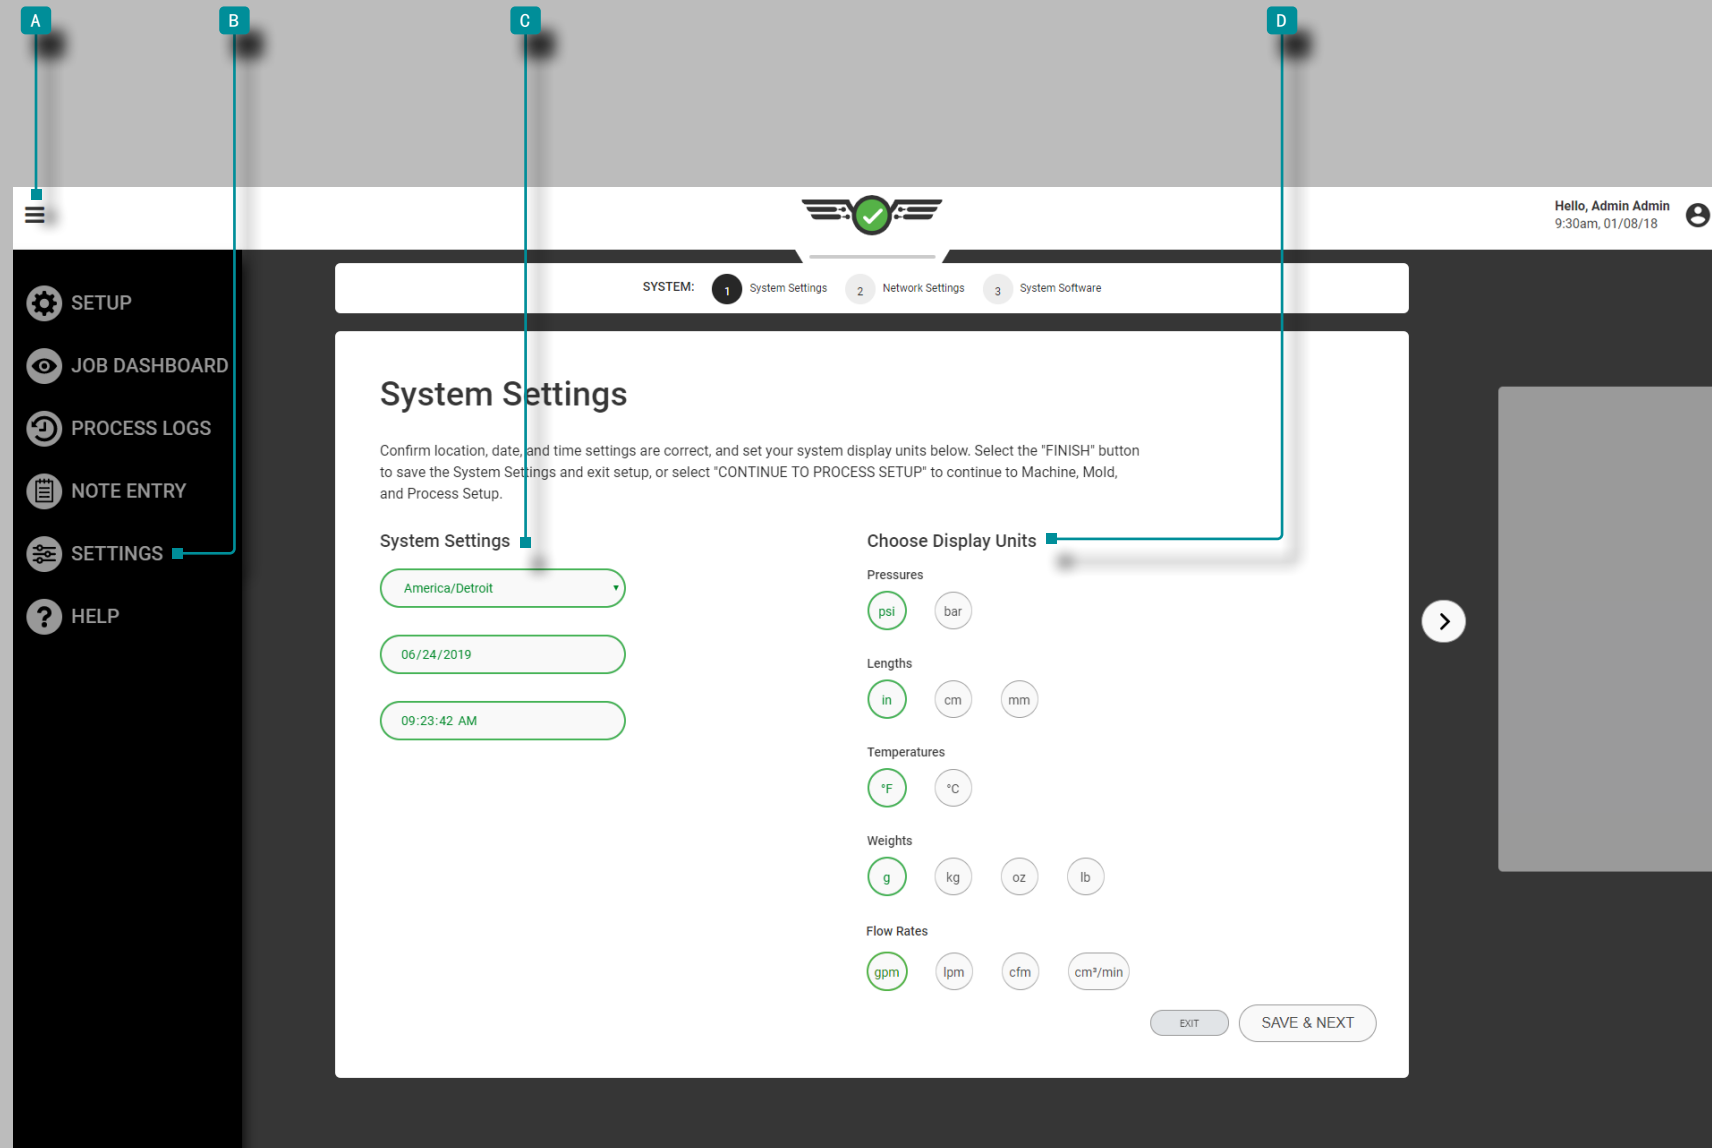 A B C D
Hello, Admin Admin
9:30am, 01/08/18
SYSTEM: 1 System Settings 2 Network Settings 3 System Software
SETUP
JOB DASHBOARD
PROCESS LOGS
NOTE ENTRY
SETTINGS
HELP
System Settings
Confirm location, date, and time settings are correct, and set your system display units below. Select the "FINISH" button
to save the System Settings and exit setup, or select "CONTINUE TO PROCESS SETUP" to continue to Machine, Mold,
and Process Setup.
System Settings
America/Detroit
06/24/2019
09:23:42 AM
Choose Display Units
Pressures
psi bar
Lengths
in cm mm
Temperatures
°F °C
Weights
g kg oz lb
Flow Rates
gpm lpm cfm cm³/min
EXIT SAVE & NEXT